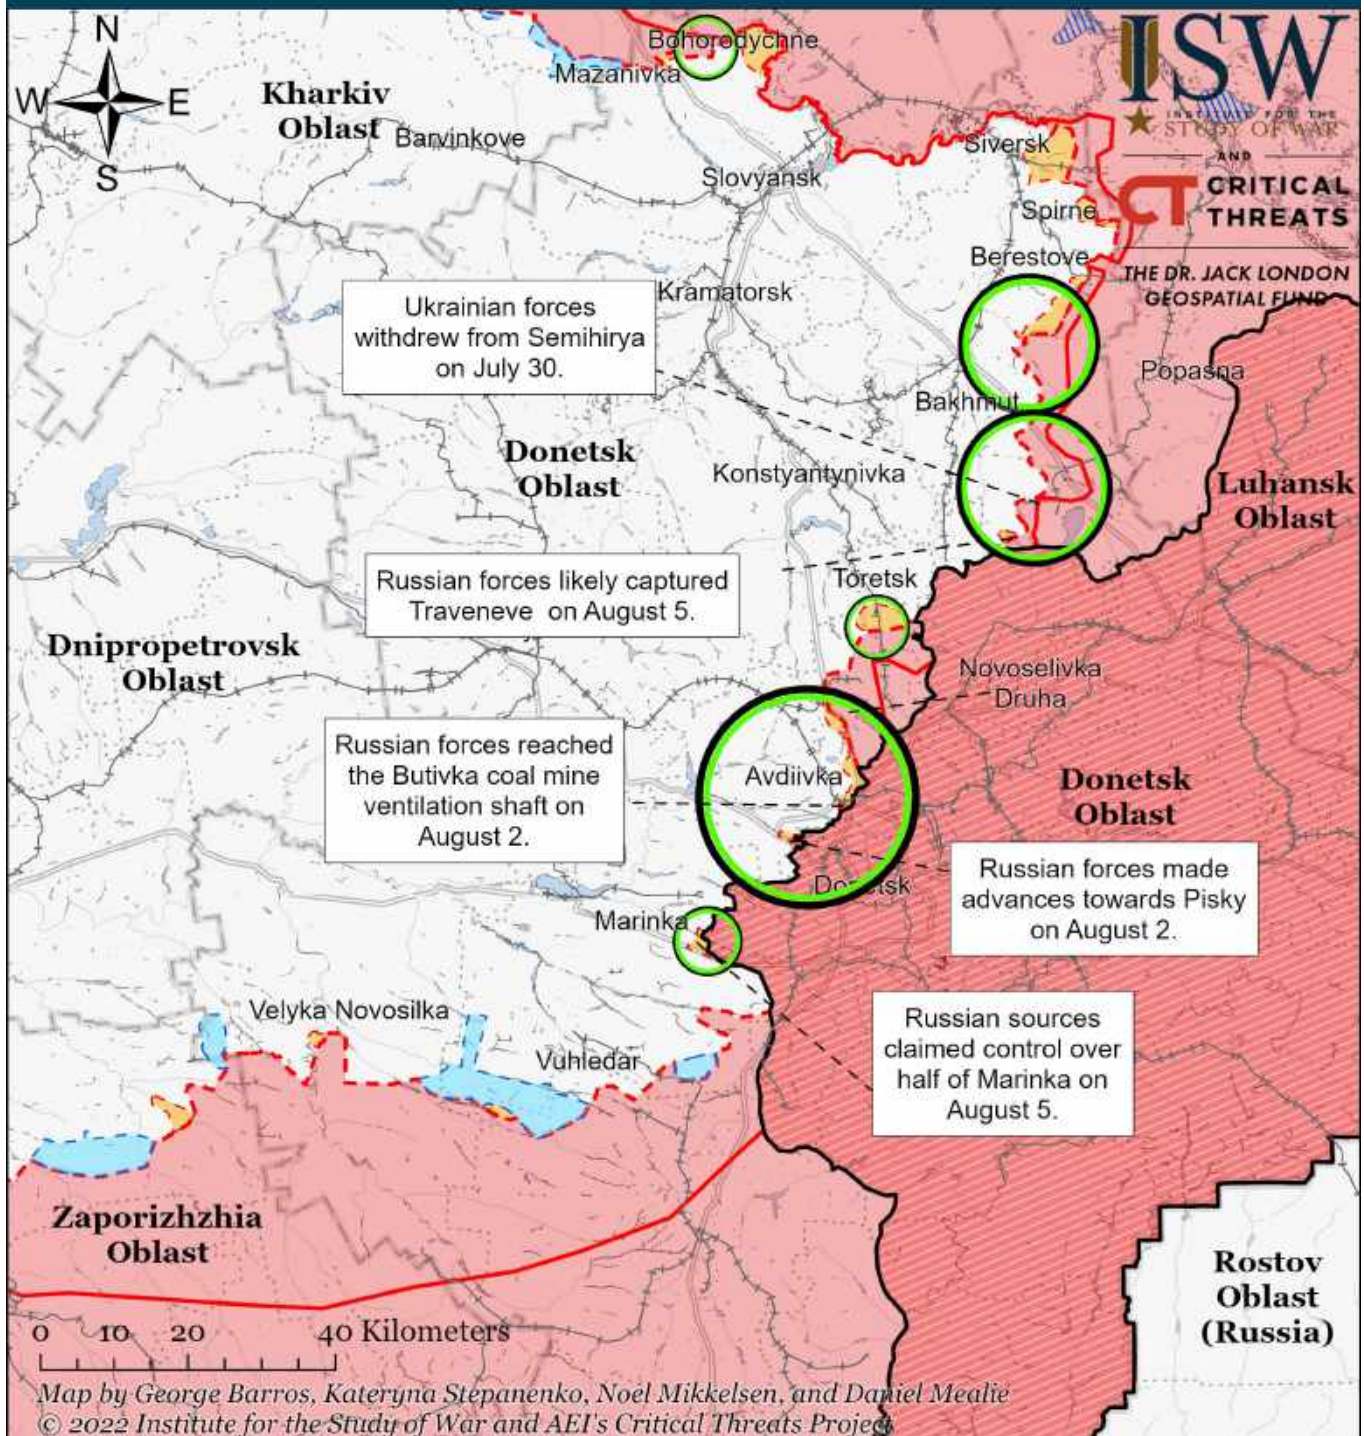 N
W
E
S
Kharkiv
Oblast
Bohorodychne
Mazanivka
Barvinkove
Slovyansk
Siversk
Spirne
Berestove
Kramatorsk
ISW
INSTITUTE FOR THE
STUDY OF WAR
AND
CT CRITICAL
THREATS
THE DR. JACK LONDON
GEOSPATIAL FUND
Ukrainian forces
withdrew from Semihirya
on July 30.
Popasna
Bakhmut
Donetsk
Oblast
Konstyantynivka
Luhansk
Oblast
Russian forces likely captured
Traveneve on August 5.
Toretsk
Dnipropetrovsk
Oblast
Novoselivka
Druha
Russian forces reached
the Butivka coal mine
ventilation shaft on
August 2.
Avdiivka
Donetsk
Oblast
Donetsk
Russian forces made
advances towards Pisky
on August 2.
Marinka
Velyka Novosilka
Vuhledar
Russian sources
claimed control over
half of Marinka on
August 5.
Zaporizhzhia
Oblast
Rostov
Oblast
(Russia)
0 10 20 40 Kilometers
Map by George Barros, Kateryna Stepanenko, Noel Mikkelsen, and Daniel Mealie
© 2022 Institute for the Study of War and AEI's Critical Threats Project